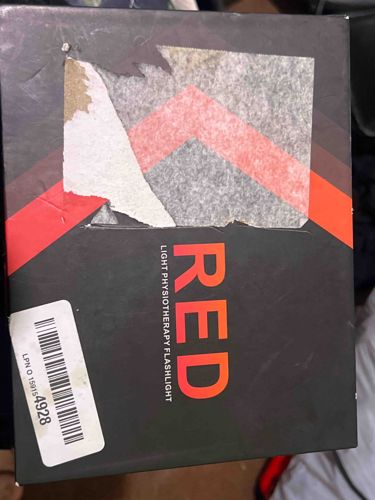 RED
LIGHT PHYSIOTHERAPY FLASHLIGHT
LPN O 15915 4928